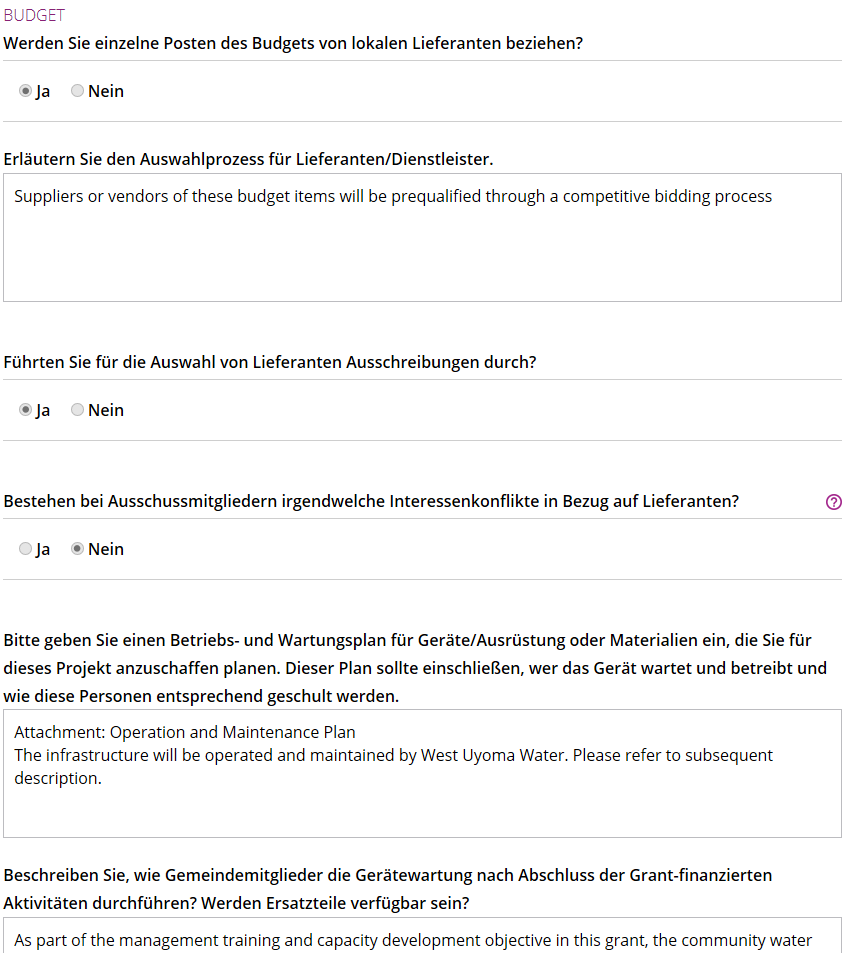 BUDGET
Werden Sie einzelne Posten des Budgets von lokalen Lieferanten beziehen?
Ja Nein
Erläutern Sie den Auswahlprozess für Lieferanten/Dienstleister.
Suppliers or vendors of these budget items will be prequalified through a competitive bidding process
Führten Sie für die Auswahl von Lieferanten Ausschreibungen durch?
Ja Nein
Bestehen bei Ausschussmitgliedern irgendwelche Interessenkonflikte in Bezug auf Lieferanten? ?
Ja Nein
Bitte geben Sie einen Betriebs- und Wartungsplan für Geräte/Ausrüstung oder Materialien ein, die Sie für
dieses Projekt anzuschaffen planen. Dieser Plan sollte einschließen, wer das Gerät wartet und betreibt und
wie diese Personen entsprechend geschult werden.
Attachment: Operation and Maintenance Plan
The infrastructure will be operated and maintained by West Uyoma Water. Please refer to subsequent
description.
Beschreiben Sie, wie Gemeindemitglieder die Gerätewartung nach Abschluss der Grant-finanzierten
Aktivitäten durchführen? Werden Ersatzteile verfügbar sein?
As part of the management training and capacity development objective in this grant, the community water